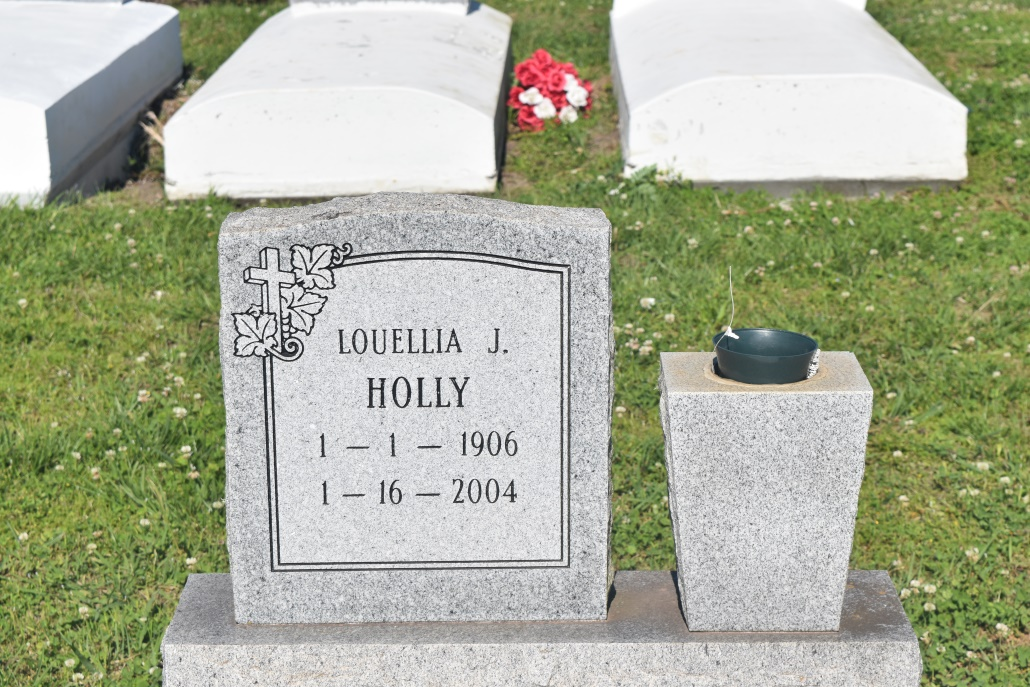 LOUELLIA J.
HOLLY
1 – 1 – 1906
1 – 16 – 2004